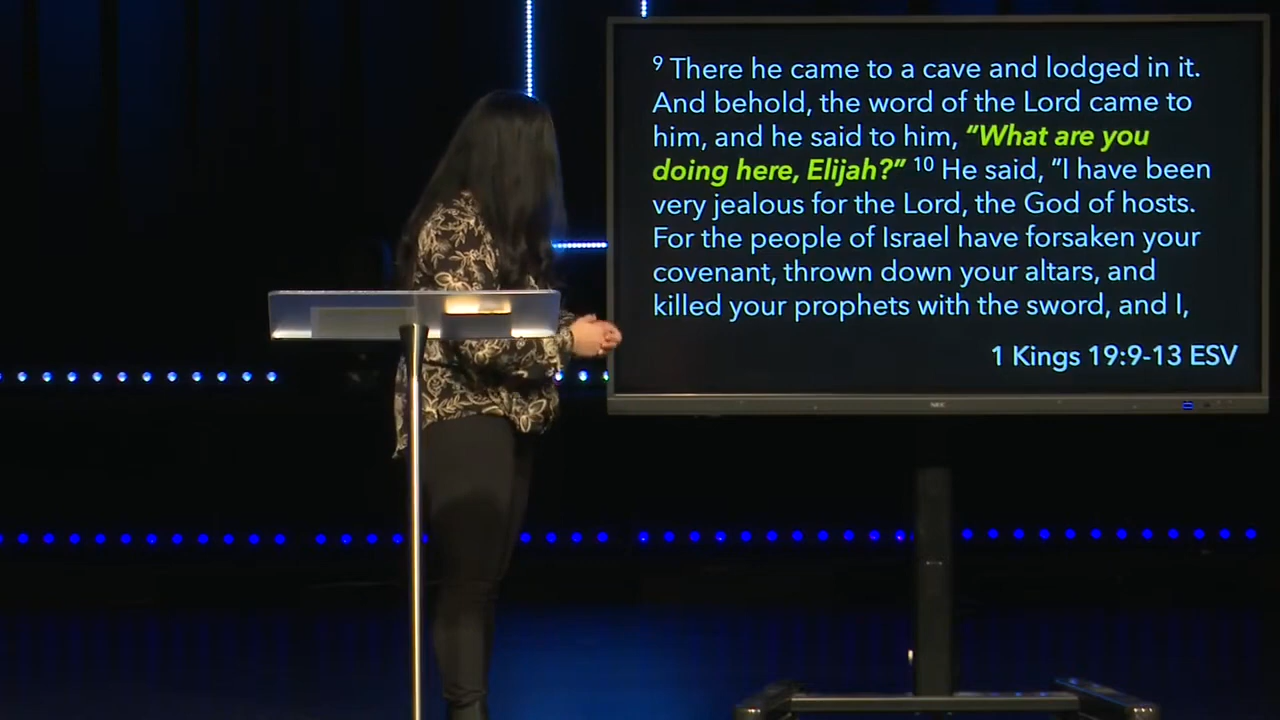 ⁹ There he came to a cave and lodged in it.
And behold, the word of the Lord came to
him, and he said to him, “What are you
doing here, Elijah?” ¹⁰ He said, “I have been
very jealous for the Lord, the God of hosts.
For the people of Israel have forsaken your
covenant, thrown down your altars, and
killed your prophets with the sword, and I,
1 Kings 19:9-13 ESV
NEC